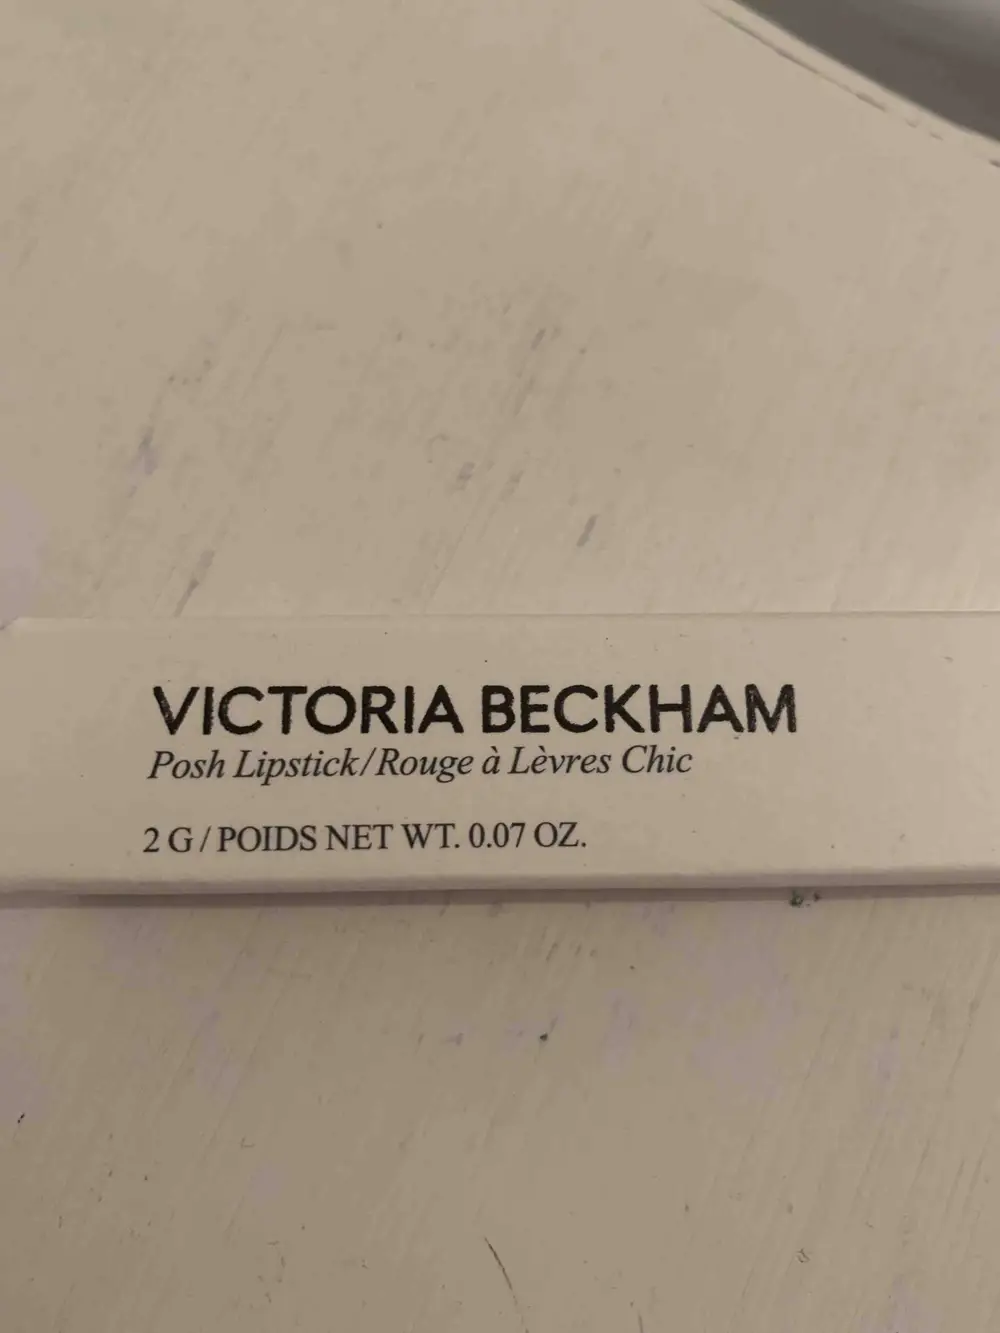 VICTORIA BECKHAM
Posh Lipstick/Rouge à Lèvres Chic
2 G / POIDS NET WT. 0.07 OZ.